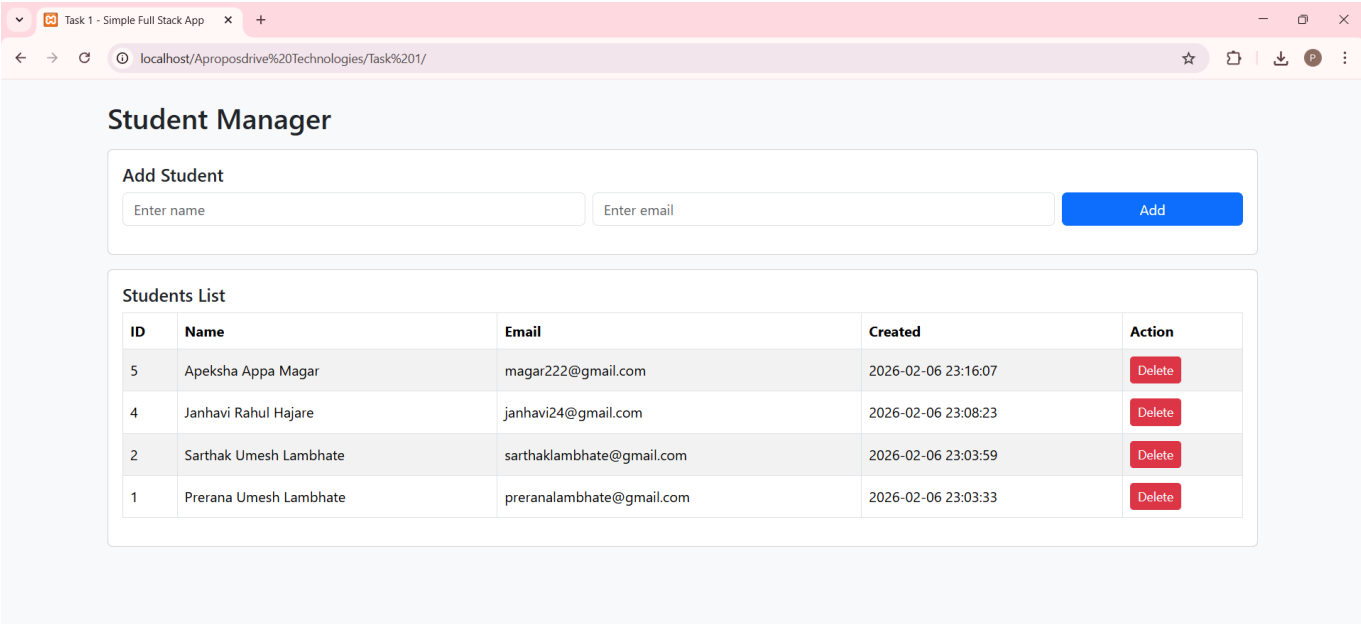 Task 1 - Simple Full Stack App
localhost/Aproposdrive%20Technologies/Task%201/
P
Student Manager
Add Student
Enter name Enter email Add
Students List
ID Name Email Created Action
5 Apeksha Appa Magar magar222@gmail.com 2026-02-06 23:16:07 Delete
4 Janhavi Rahul Hajare janhavi24@gmail.com 2026-02-06 23:08:23 Delete
2 Sarthak Umesh Lambhate sarthaklambhate@gmail.com 2026-02-06 23:03:59 Delete
1 Prerana Umesh Lambhate preranalambhate@gmail.com 2026-02-06 23:03:33 Delete